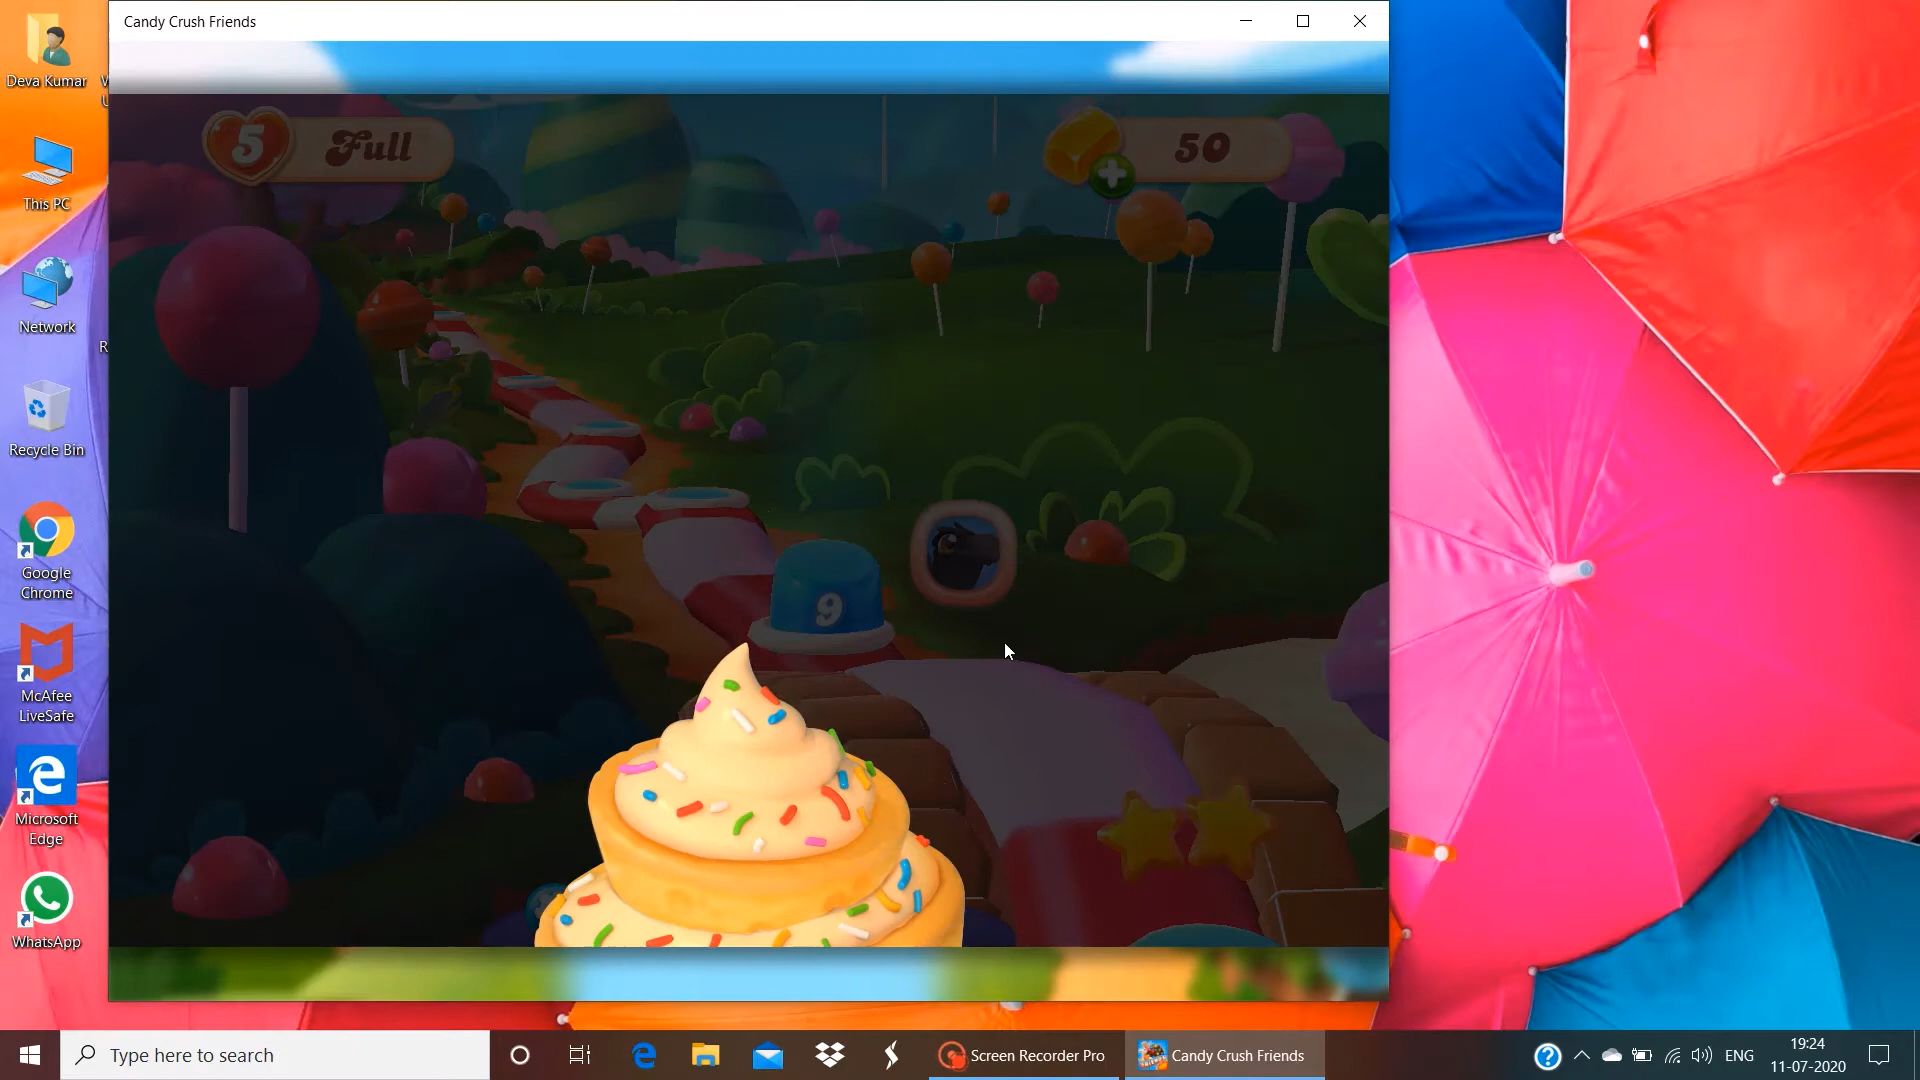 Candy Crush Friends
Deva Kumar
This PC
Network
Recycle Bin
Google
Chrome
McAfee
LiveSafe
Microsoft
Edge
WhatsApp
5
Full
50
9
Type here to search
Screen Recorder Pro
Candy Crush Friends
ENG
19:24
11-07-2020